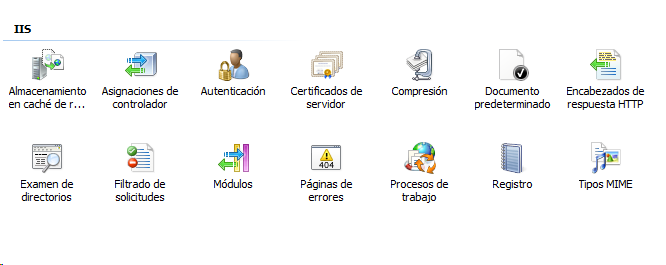 IIS
Almacenamiento en caché de r...
Asignaciones de controlador
Autenticación
Certificados de servidor
Compresión
Documento predeterminado
Encabezados de respuesta HTTP
Examen de directorios
Filtrado de solicitudes
Módulos
404
Páginas de errores
Procesos de trabajo
Registro
Tipos MIME